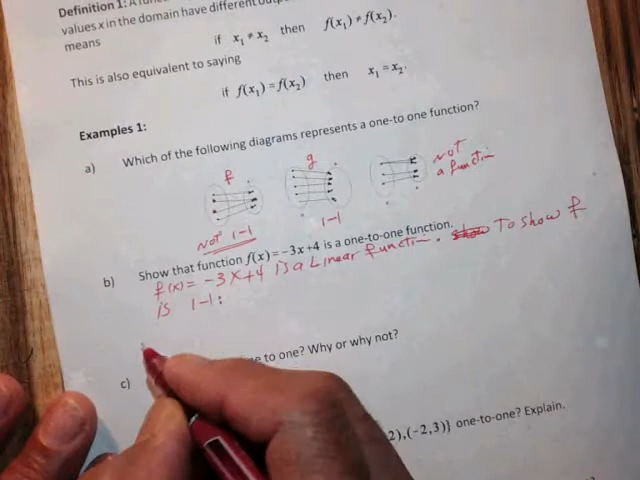 Definition 1: A
values x in the domain have different
means
if x₁ ≠ x₂ then f(x₁) ≠ f(x₂).
This is also equivalent to saying
if f(x₁) = f(x₂) then x₁ = x₂.
Examples 1:
a) Which of the following diagrams represents a one-to one function?
f g
Not 1-1 1-1 Not a function
b) Show that function f(x) = -3x+4 is a one-to-one function.
f(x) = -3x+4 is a Linear function. To show f
is 1-1:
c) to one? Why or why not?
2),(-2,3)} one-to-one? Explain.